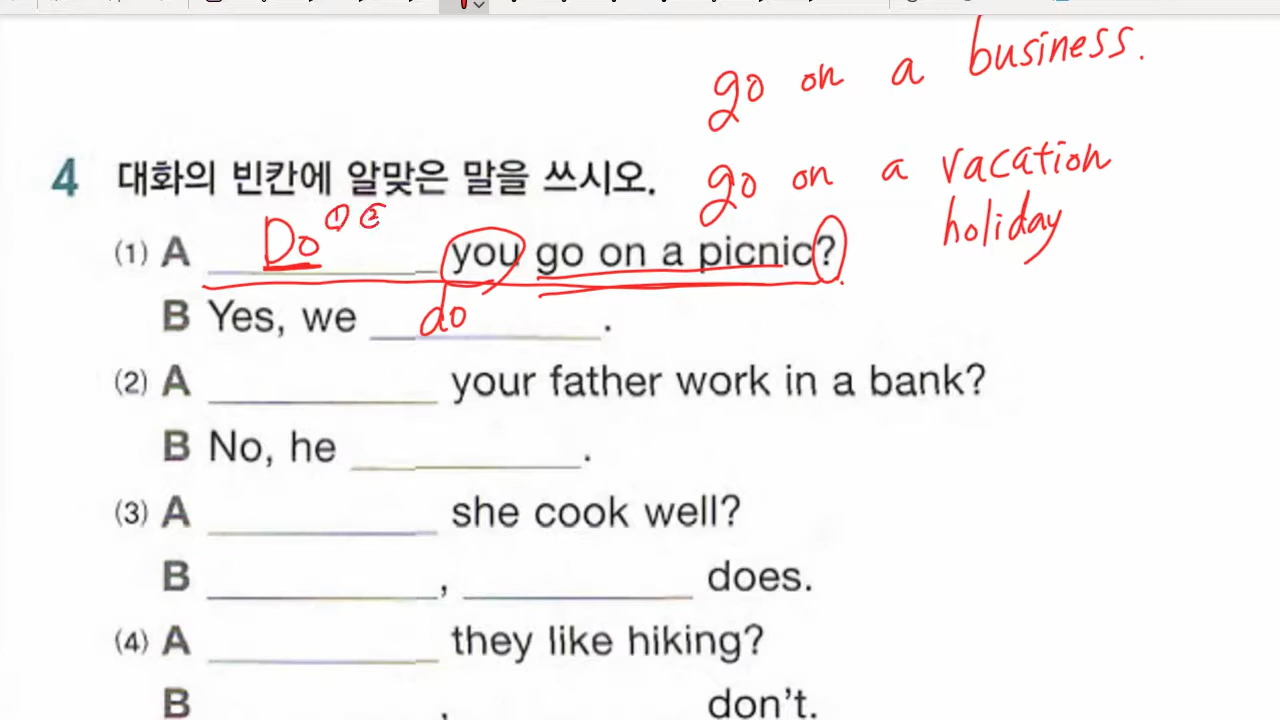 go on a business.
4 대화의 빈칸에 알맞은 말을 쓰시오.
go on a vacation
holiday
(1) A Do ① ② you go on a picnic?
B Yes, we do.
(2) A your father work in a bank?
B No, he .
(3) A she cook well?
B , does.
(4) A they like hiking?
B , don't.